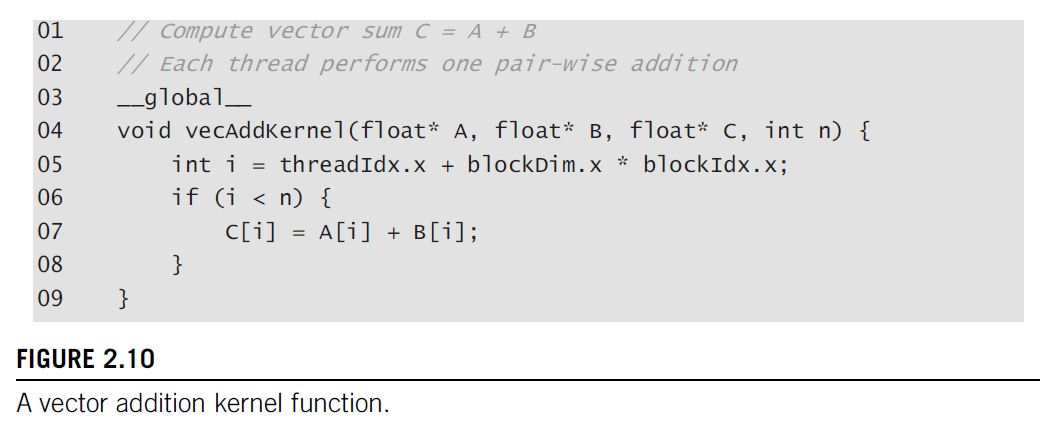 01 // Compute vector sum C = A + B
02 // Each thread performs one pair-wise addition
03 __global__
04 void vecAddKernel(float* A, float* B, float* C, int n) {
05 int i = threadIdx.x + blockDim.x * blockIdx.x;
06 if (i < n) {
07 C[i] = A[i] + B[i];
08 }
09 }
FIGURE 2.10
A vector addition kernel function.